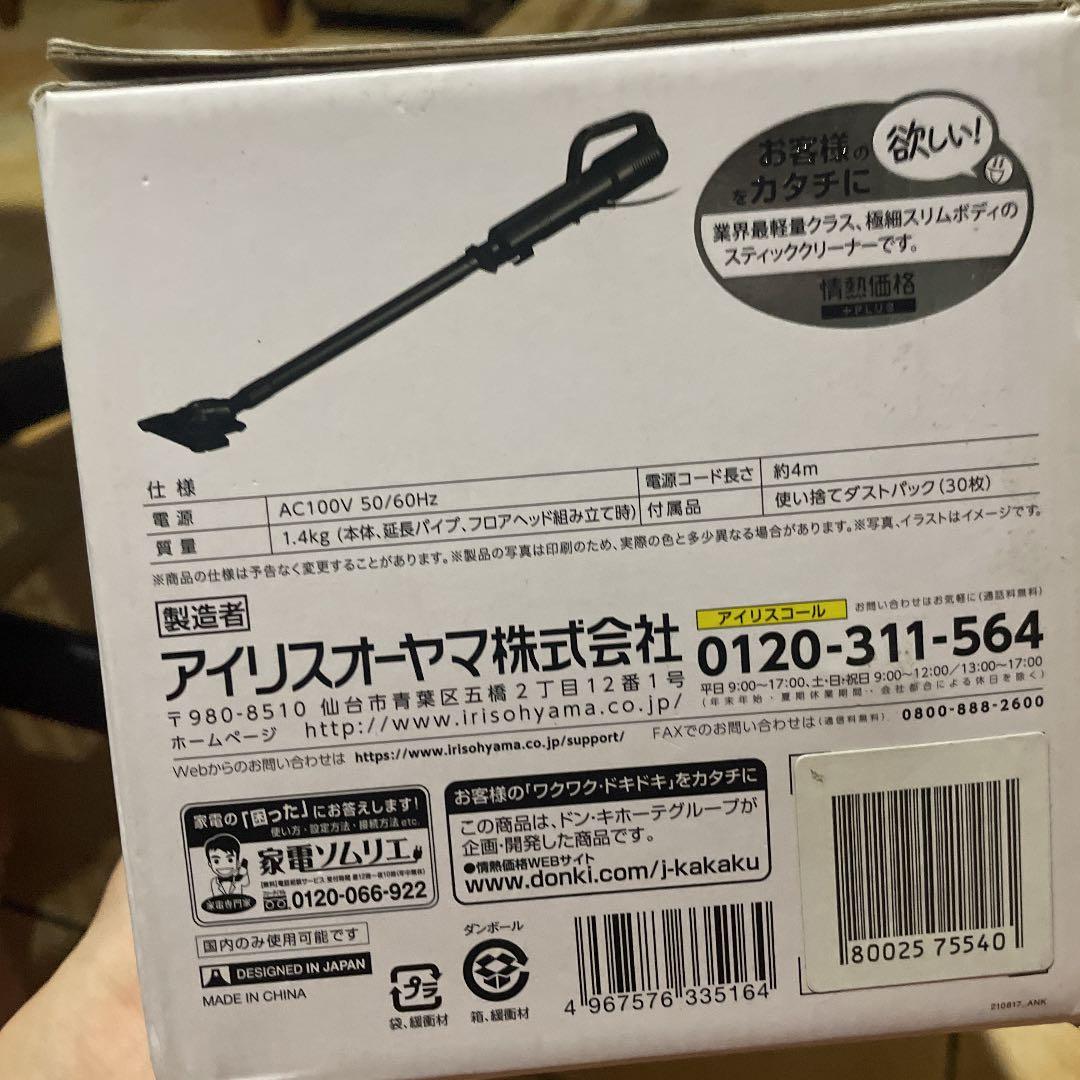 お客様の欲しい!
をカタチに
業界最軽量クラス、極細スリムボディの
スティッククリーナーです。
情熱価格
+PLUS
仕様
電源 AC100V 50/60Hz 電源コード長さ 約4m
質量 1.4kg (本体、延長パイプ、フロアヘッド組み立て時) 付属品 使い捨てダストパック(30枚)
※商品の仕様は予告なく変更することがあります。※製品の写真は印刷のため、実際の色と多少異なる場合があります。※写真、イラストはイメージです。
製造者
アイリスオーヤマ株式会社
〒980-8510 仙台市青葉区五橋2丁目12番1号
ホームページ http://www.irisohyama.co.jp/
アイリスコール お問い合わせはお気軽に(通話料無料)
0120-311-564
平日9:00~17:00、土・日・祝日9:00~12:00/13:00~17:00
(年末年始・夏期休業期間・会社都合による休日を除く)
Webからのお問い合わせは https://www.irisohyama.co.jp/support/
FAXでのお問い合わせは(通信料無料) 0800-888-2600
家電の「困った」にお答えします!
使い方・設定方法・接続方法etc.
家電ソムリエ
0120-066-922
家電専門家
お客様の「ワクワク・ドキドキ」をカタチに
この商品は、ドン・キホーテグループが
企画・開発した商品です。
●情熱価格WEBサイト
www.donki.com/j-kakaku
国内のみ使用可能です
DESIGNED IN JAPAN
MADE IN CHINA
プラ
袋、緩衝材
ダンボール
箱、緩衝材
4 967576 335164
80025 75540
210817_ANK